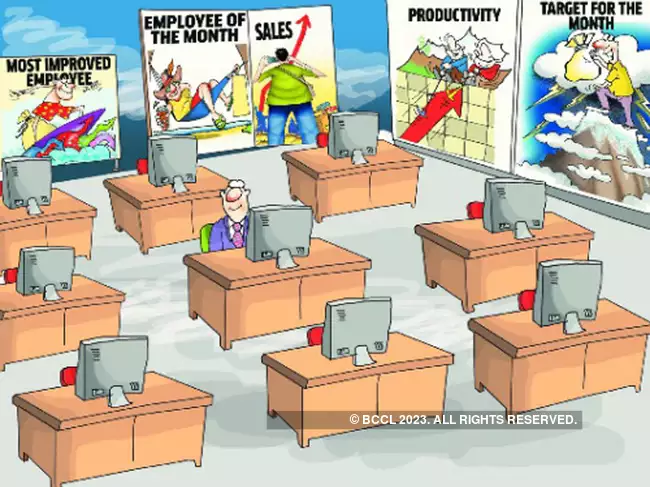 MOST IMPROVED
EMPLOYEE
EMPLOYEE OF
THE MONTH
SALES
PRODUCTIVITY
TARGET FOR THE
MONTH
© BCCL 2023. ALL RIGHTS RESERVED.